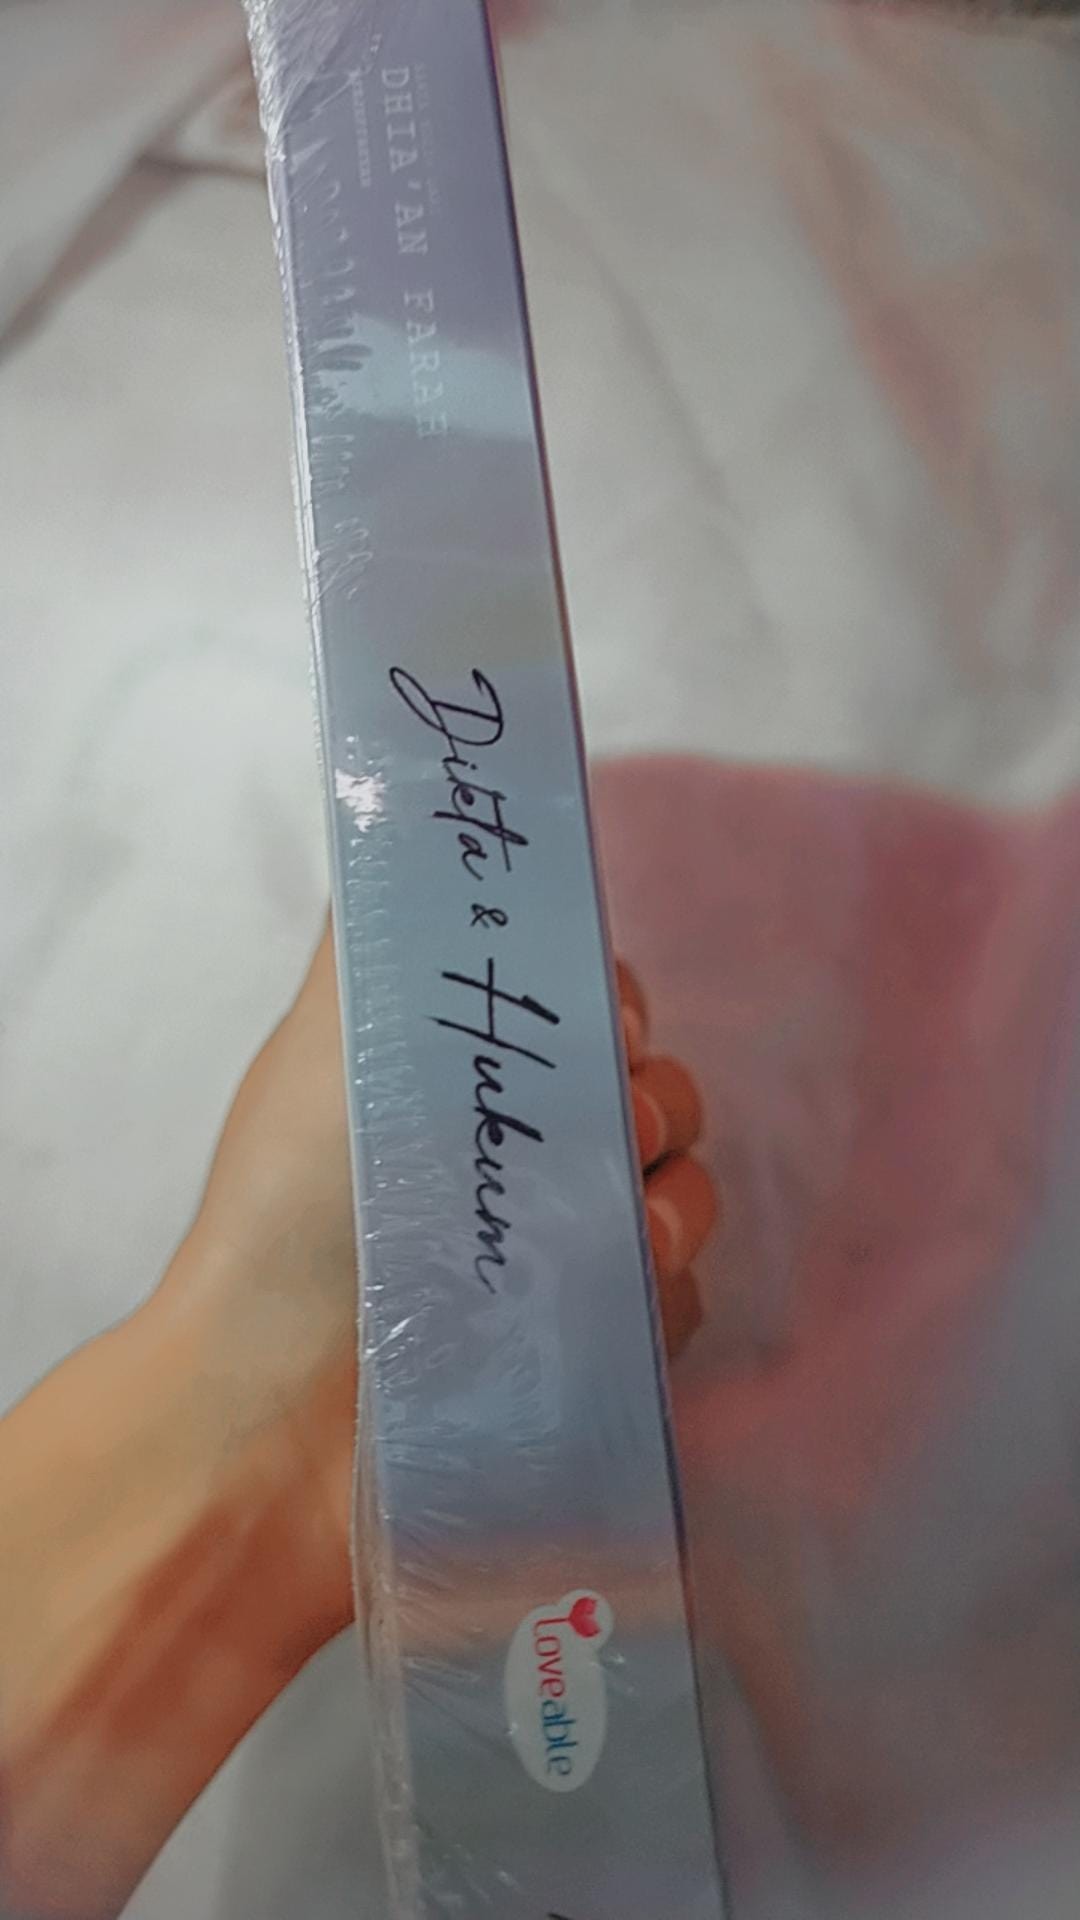 DHIA'AN FARAH
Dikta & Hukum
Loveable